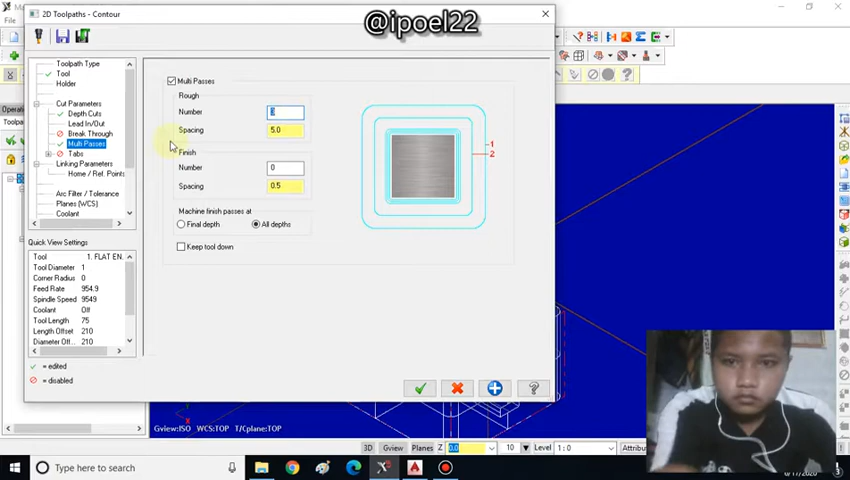 Ma
2D Toolpaths - Contour
@ipoel22
Toolpath Type
Tool
Holder
Cut Parameters
Depth Cuts
Lead In/Out
Break Through
Multi Passes
Tabs
Linking Parameters
Home / Ref. Points
Arc Filter / Tolerance
Planes (WCS)
Coolant
Quick View Settings
Tool 1. FLAT EN..
Tool Diameter 1
Corner Radius 0
Feed Rate 954.9
Spindle Speed 9549
Coolant Off
Tool Length 75
Length Offset 210
Diameter Off.. 210
= edited
= disabled
Multi Passes
Rough
Number 3
Spacing 5.0
Finish
Number 0
Spacing 0.5
Machine finish passes at
Final depth All depths
Keep tool down
1
2
Gview:ISO WCS:TOP T/Cplane:TOP
3D Gview Planes Z 0.0 10 Level 1 : 0 Attribut
Type here to search